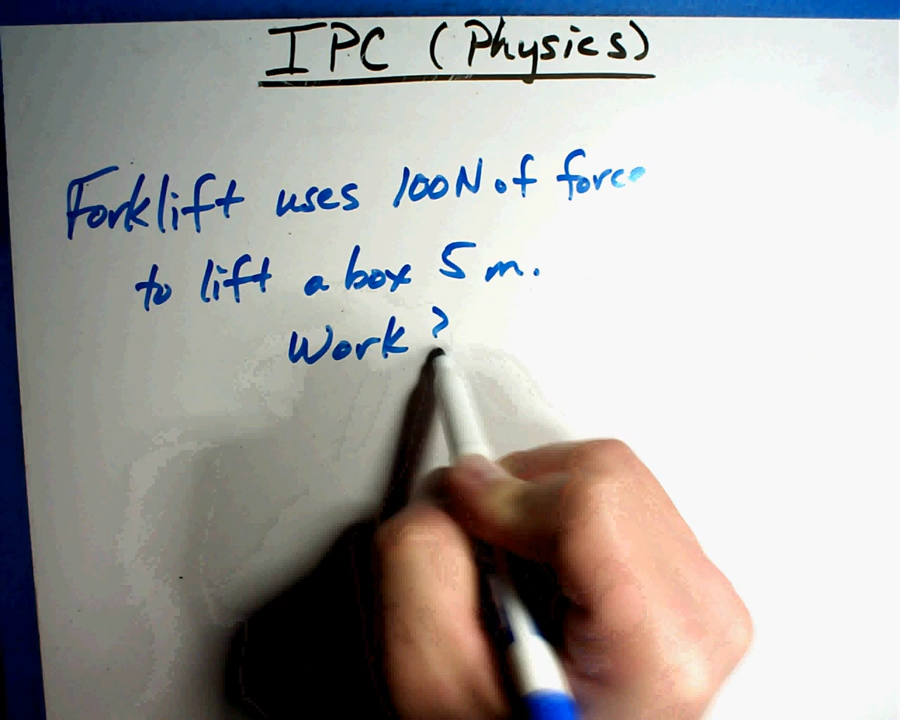 IPC (Physics)
Forklift uses 100N of force
to lift a box 5 m.
Work?